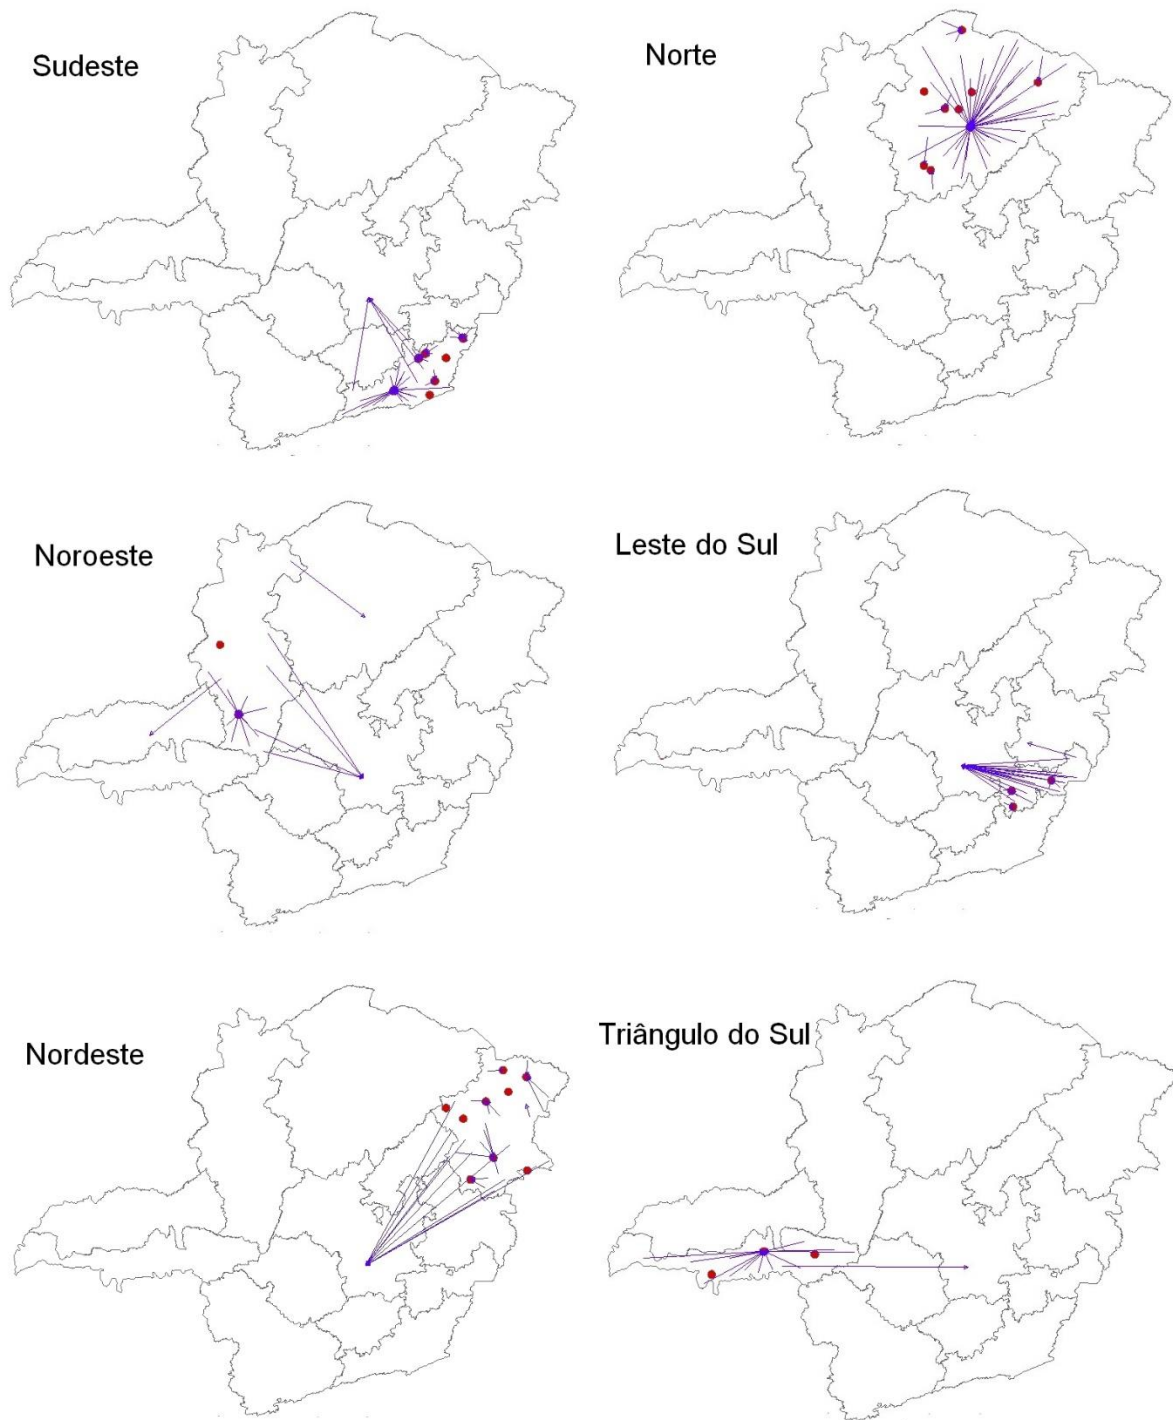 Sudeste
Norte
Noroeste
Leste do Sul
Nordeste
Triângulo do Sul